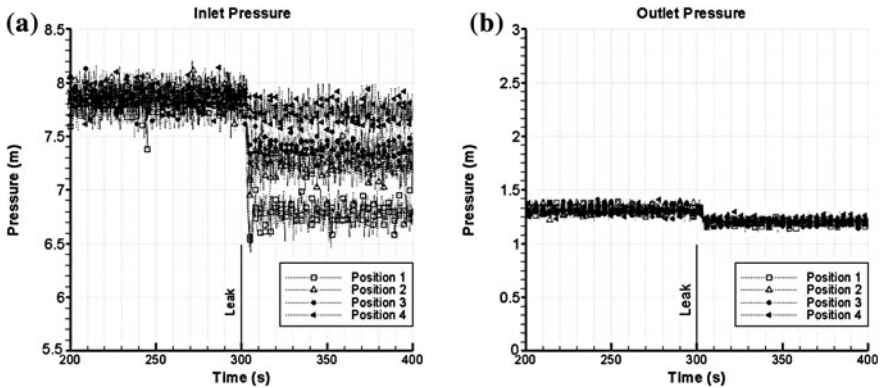 (a)
Inlet Pressure
Pressure (m)
8.5
8
7.5
7
6.5
6
5.5
Leak
Position 1
Position 2
Position 3
Position 4
200
250
300
350
400
Time (s)
(b)
Outlet Pressure
Pressure (m)
3
2.5
2
1.5
1
0.5
0
Leak
Position 1
Position 2
Position 3
Position 4
200
250
300
350
400
Time (s)